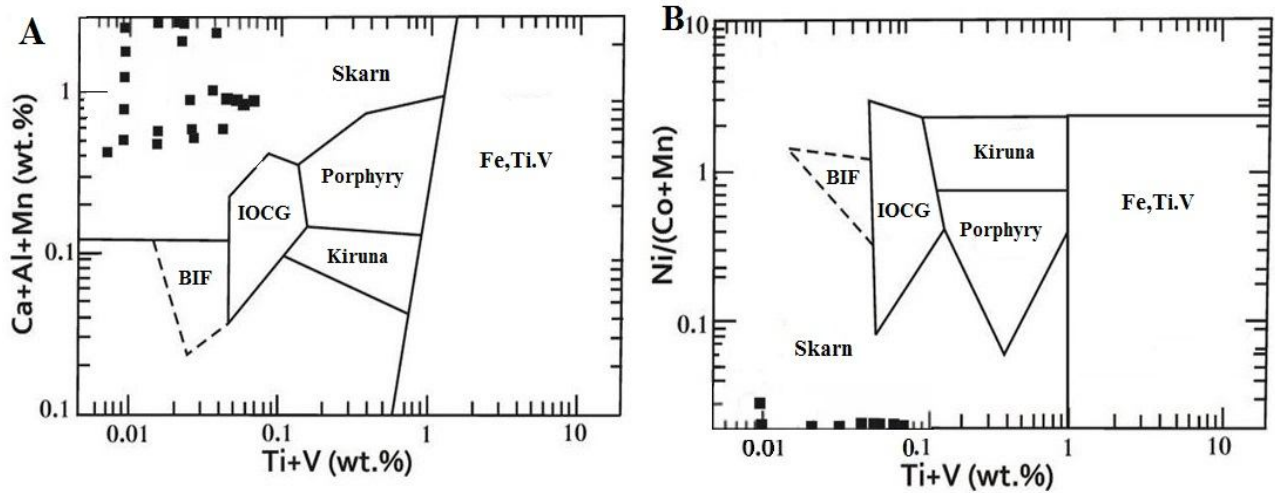 A
Ca+Al+Mn (wt.%)
1
0.1
0.1
Skarn
Fe,Ti.V
Porphyry
IOCG
Kiruna
BIF
0.01
0.1
1
10
Ti+V (wt.%)
B
Ni/(Co+Mn)
10
1
0.1
Kiruna
BIF
IOCG
Fe,Ti.V
Porphyry
Skarn
0.01
0.1
1
10
Ti+V (wt.%)